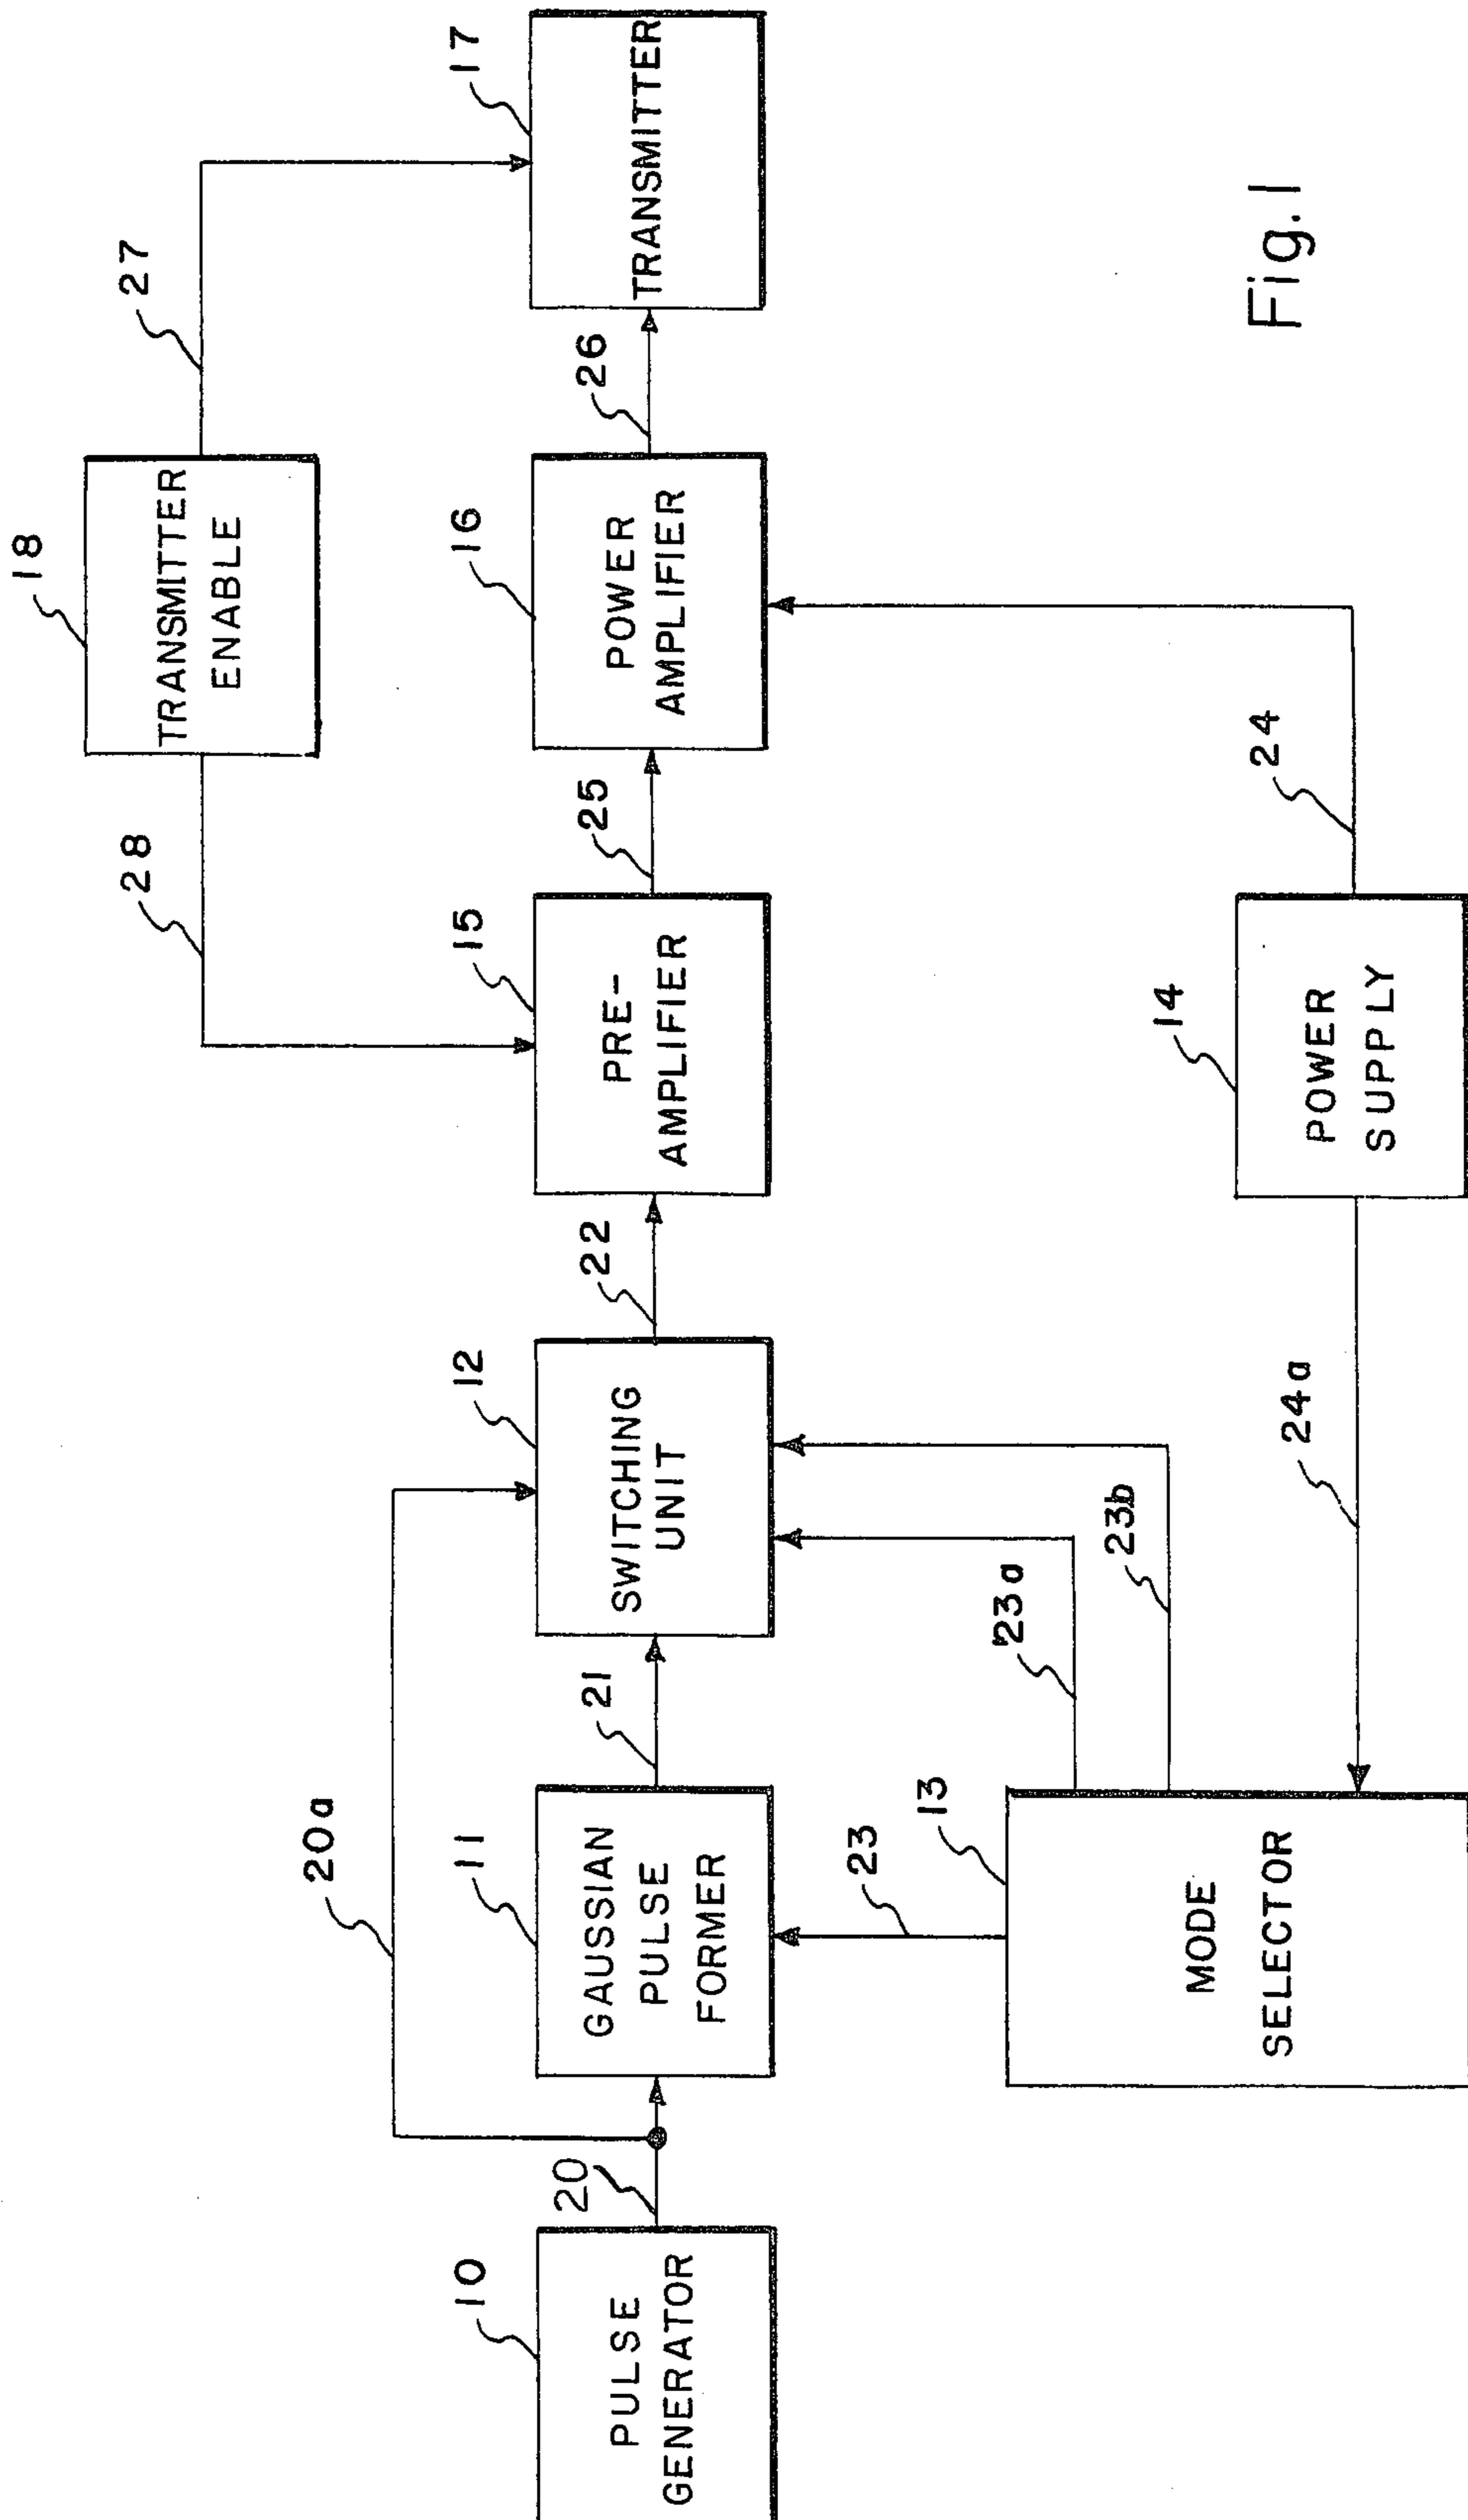 18
TRANSMITTER
ENABLE
28
27
20a
10
PULSE
GENERATOR
20
11
GAUSSIAN
PULSE
FORMER
21
12
SWITCHING
UNIT
22
15
PRE-
AMPLIFIER
25
16
POWER
AMPLIFIER
26
17
TRANSMITTER
23
13
MODE
SELECTOR
23a
23b
24a
14
POWER
SUPPLY
24
Fig.1